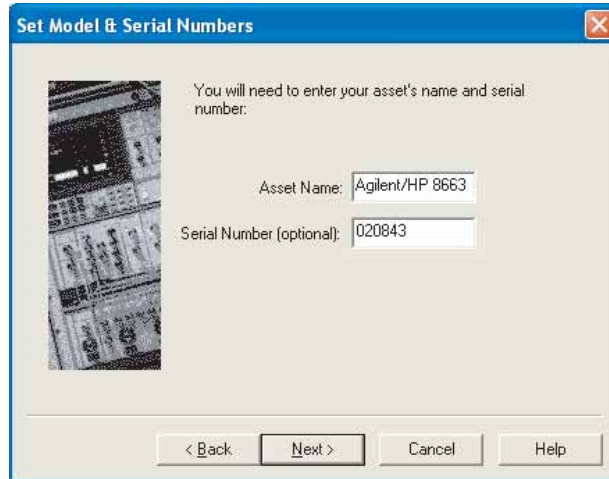 Set Model & Serial Numbers
You will need to enter your asset's name and serial
number:
Asset Name: Agilent/HP 8663
Serial Number (optional): 020843
< Back Next > Cancel Help